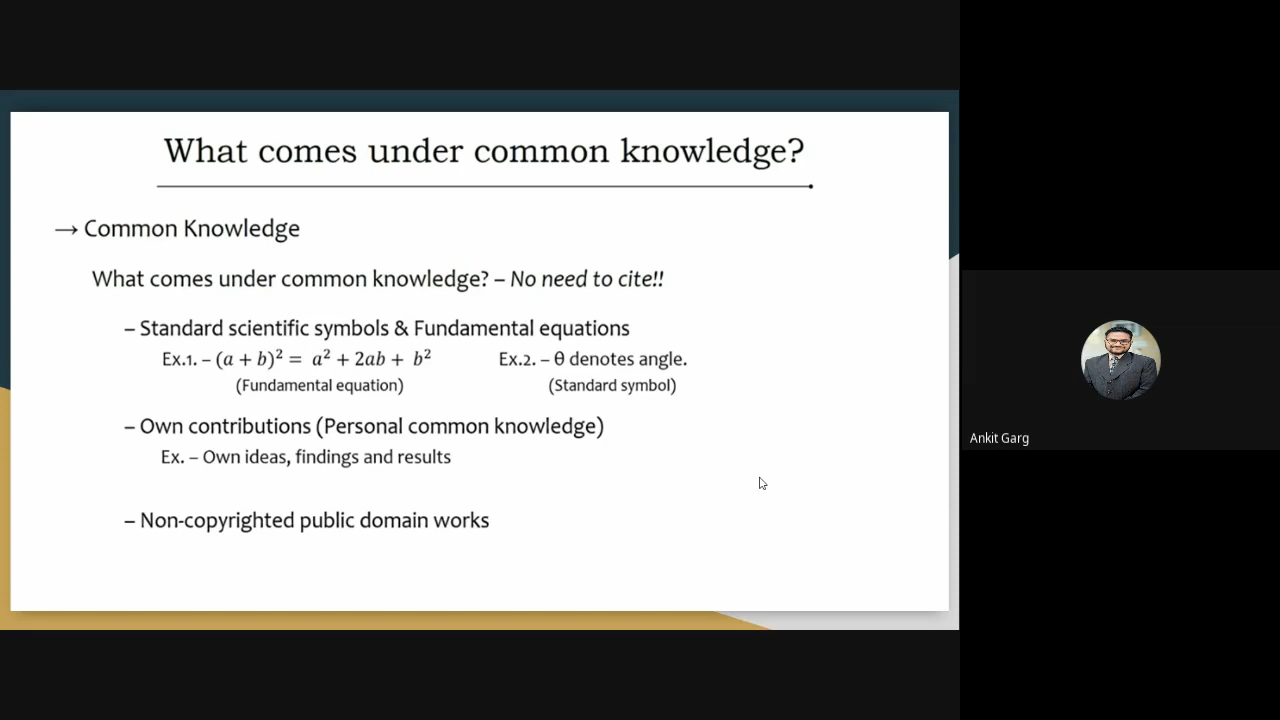 What comes under common knowledge?
→ Common Knowledge
What comes under common knowledge? – No need to cite!!
– Standard scientific symbols & Fundamental equations
Ex.1. – (a + b)² = a² + 2ab + b² Ex.2. – θ denotes angle.
(Fundamental equation) (Standard symbol)
– Own contributions (Personal common knowledge)
Ex. – Own ideas, findings and results
– Non-copyrighted public domain works
Ankit Garg